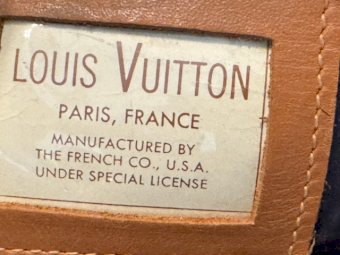 LOUIS VUITTON
PARIS, FRANCE
MANUFACTURED BY
THE FRENCH CO., U.S.A.
UNDER SPECIAL LICENSE